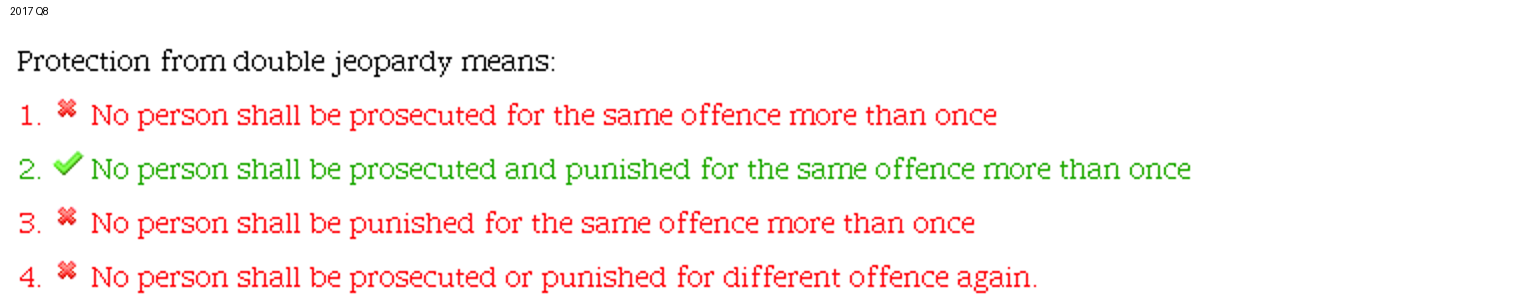 2017 Q8
Protection from double jeopardy means:
1. No person shall be prosecuted for the same offence more than once
2. No person shall be prosecuted and punished for the same offence more than once
3. No person shall be punished for the same offence more than once
4. No person shall be prosecuted or punished for different offence again.